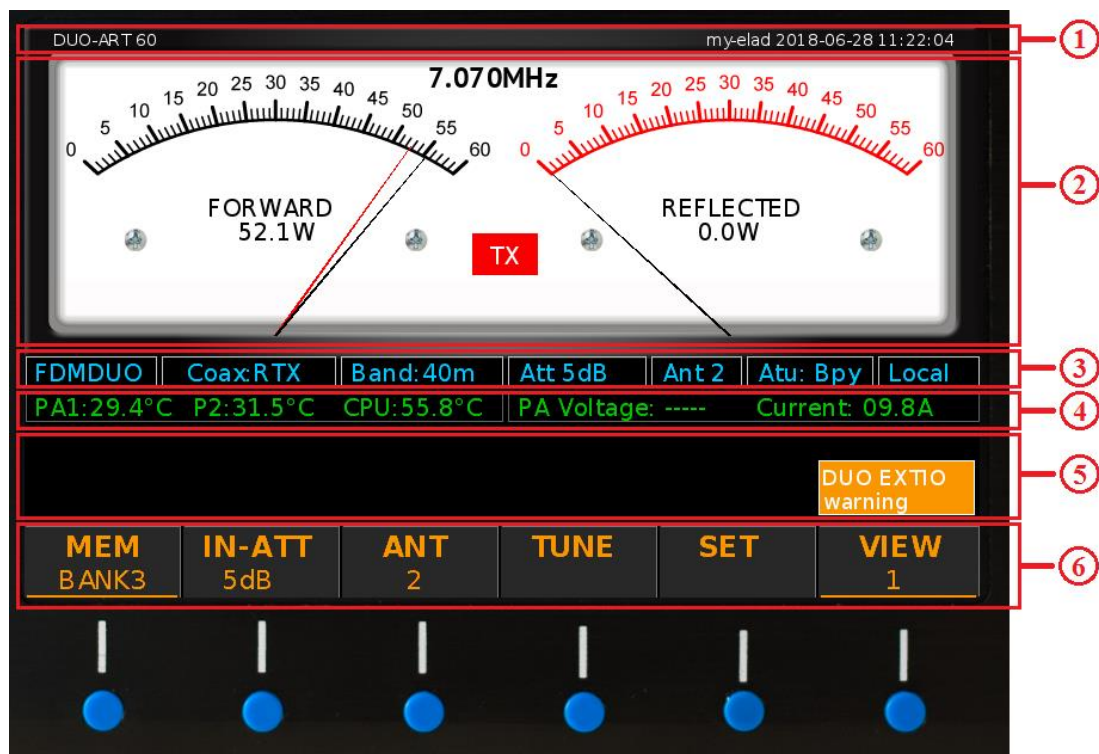 DUO-ART 60 my-elad 2018-06-28 11:22:04 1
7.070MHz
0 5 10 15 20 25 30 35 40 45 50 55 60
0 5 10 15 20 25 30 35 40 45 50 55 60
2
FORWARD
52.1W
REFLECTED
0.0W
TX
FDMDUO Coax:RTX Band:40m Att 5dB Ant 2 Atu: Bpy Local 3
PA1:29.4°C P2:31.5°C CPU:55.8°C PA Voltage: ----- Current: 09.8A 4
DUO EXTIO
warning
5
MEM IN-ATT ANT TUNE SET VIEW
BANK3 5dB 2 1
6